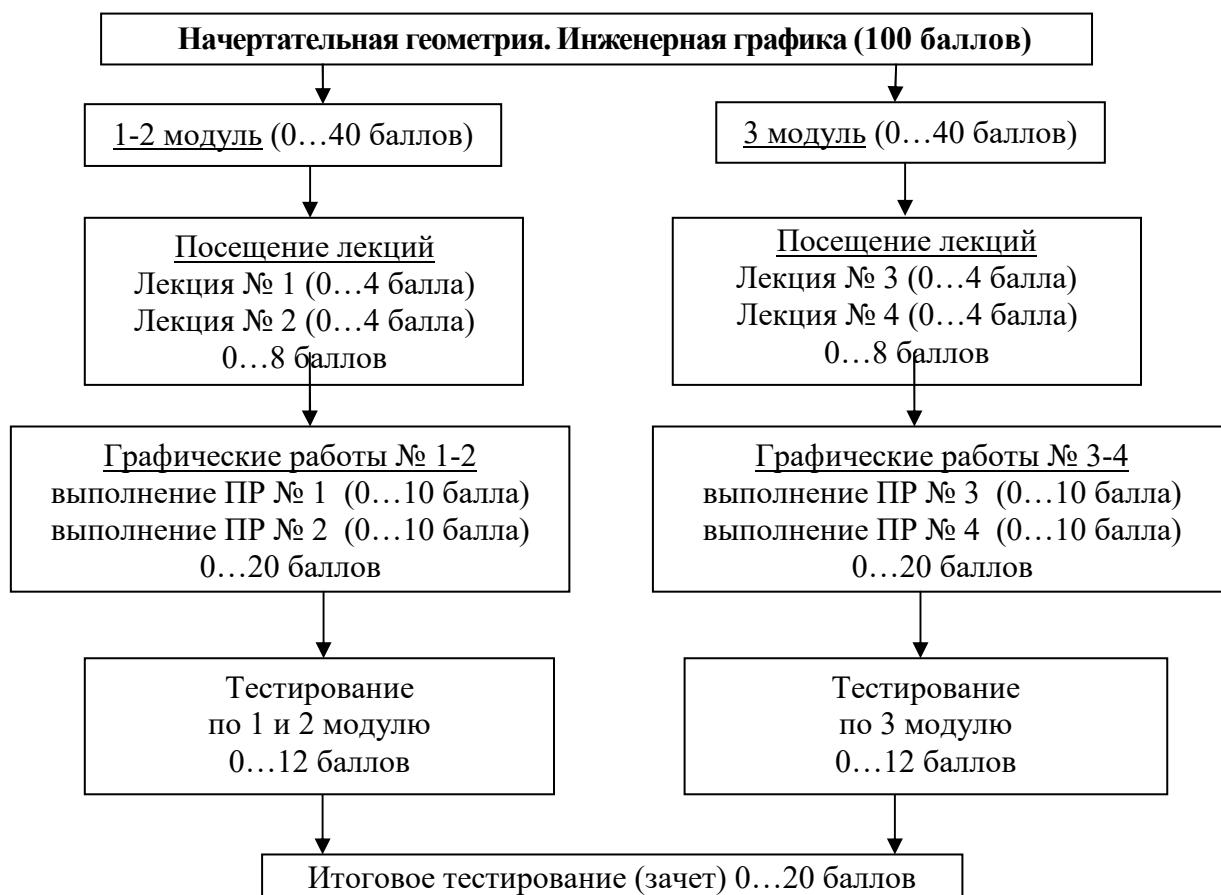 Начертательная геометрия. Инженерная графика (100 баллов)
1-2 модуль (0…40 баллов)
Посещение лекций
Лекция № 1 (0…4 балла)
Лекция № 2 (0…4 балла)
0…8 баллов
Графические работы № 1-2
выполнение ПР № 1 (0…10 балла)
выполнение ПР № 2 (0…10 баллов)
0…20 баллов
Тестирование
по 1 и 2 модулю
0…12 баллов
3 модуль (0…40 баллов)
Посещение лекций
Лекция № 3 (0…4 балла)
Лекция № 4 (0…4 балла)
0…8 баллов
Графические работы № 3-4
выполнение ПР № 3 (0…10 баллов)
выполнение ПР № 4 (0…10 баллов)
0…20 баллов
Тестирование
по 3 модулю
0…12 баллов
Итоговое тестирование (зачет) 0…20 баллов